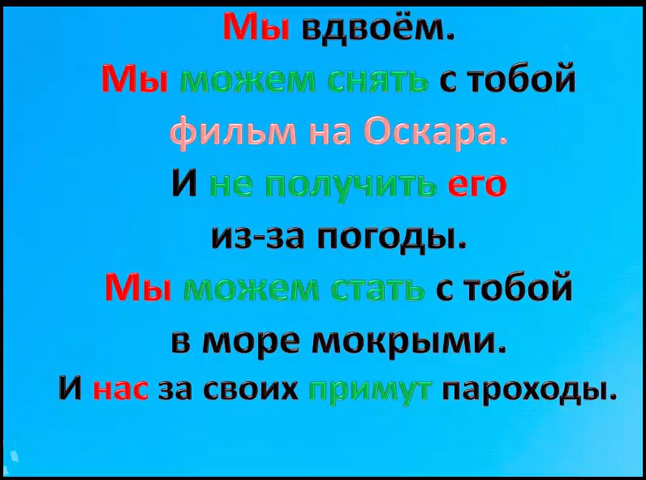 Мы вдвоём.
Мы можем снять с тобой
фильм на Оскара.
И не получить его
из-за погоды.
Мы можем стать с тобой
в море мокрыми.
И нас за своих примут пароходы.